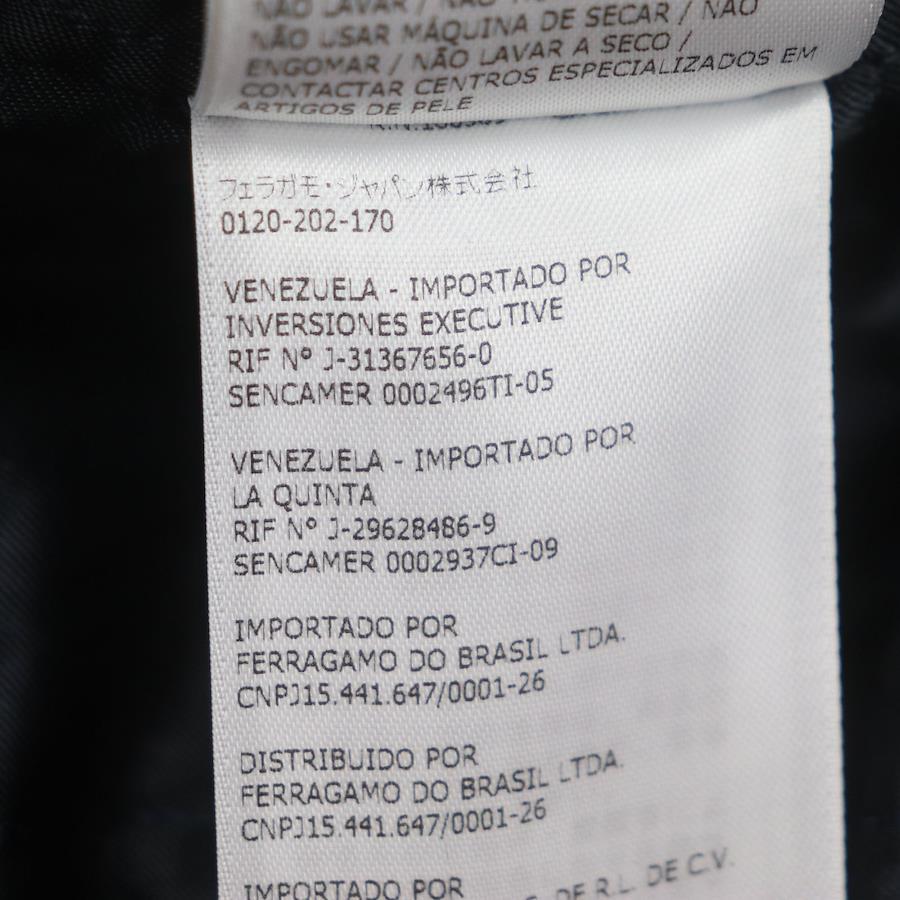 NÃO LAVAR / NÃO
NÃO USAR MÁQUINA DE SECAR / NÃO
ENGOMAR / NÃO LAVAR A SECO /
CONTACTAR CENTROS ESPECIALIZADOS EM
ARTIGOS DE PELE
フェラガモ・ジャパン株式会社
0120-202-170
VENEZUELA - IMPORTADO POR
INVERSIONES EXECUTIVE
RIF Nº J-31367656-0
SENCAMER 0002496TI-05
VENEZUELA - IMPORTADO POR
LA QUINTA
RIF Nº J-29628486-9
SENCAMER 0002937CI-09
IMPORTADO POR
FERRAGAMO DO BRASIL LTDA.
CNPJ15.441.647/0001-26
DISTRIBUIDO POR
FERRAGAMO DO BRASIL LTDA.
CNPJ15.441.647/0001-26
IMPORTADO POR
DE R.L. DE C.V.